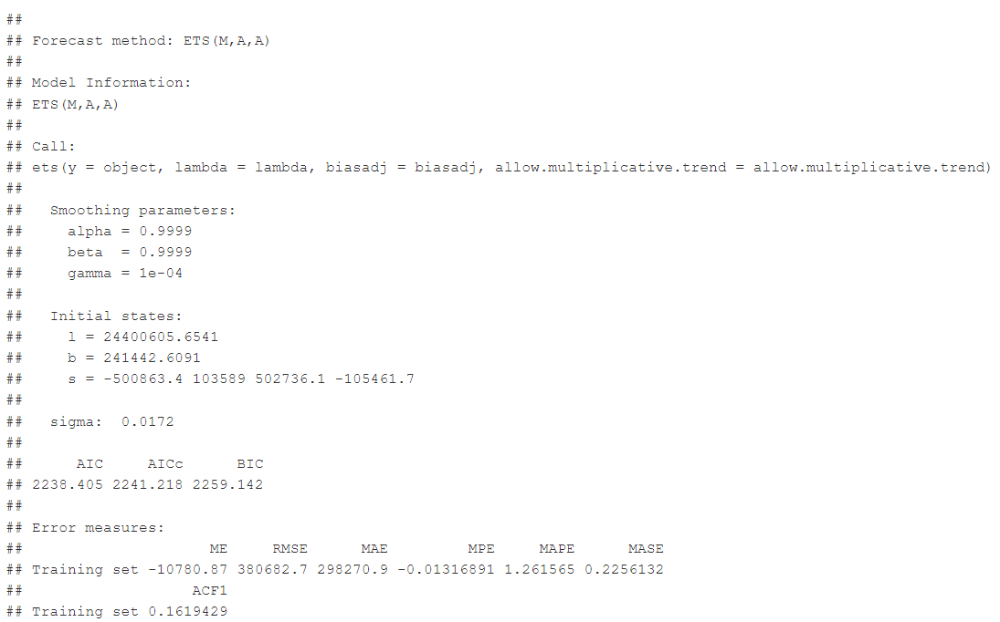 ##
## Forecast method: ETS(M,A,A)
##
## Model Information:
## ETS(M,A,A)
##
## Call:
## ets(y = object, lambda = lambda, biasadj = biasadj, allow.multiplicative.trend = allow.multiplicative.trend)
##
##   Smoothing parameters:
##     alpha = 0.9999
##     beta  = 0.9999
##     gamma = 1e-04
##
##   Initial states:
##     l = 24400605.6541
##     b = 241442.6091
##     s = -500863.4 103589 502736.1 -105461.7
##
##   sigma:  0.0172
##
##      AIC     AICc      BIC
## 2238.405 2241.218 2259.142
##
## Error measures:
##                     ME     RMSE      MAE         MPE     MAPE      MASE
## Training set -10780.87 380682.7 298270.9 -0.01316891 1.261565 0.2256132
##                   ACF1
## Training set 0.1619429